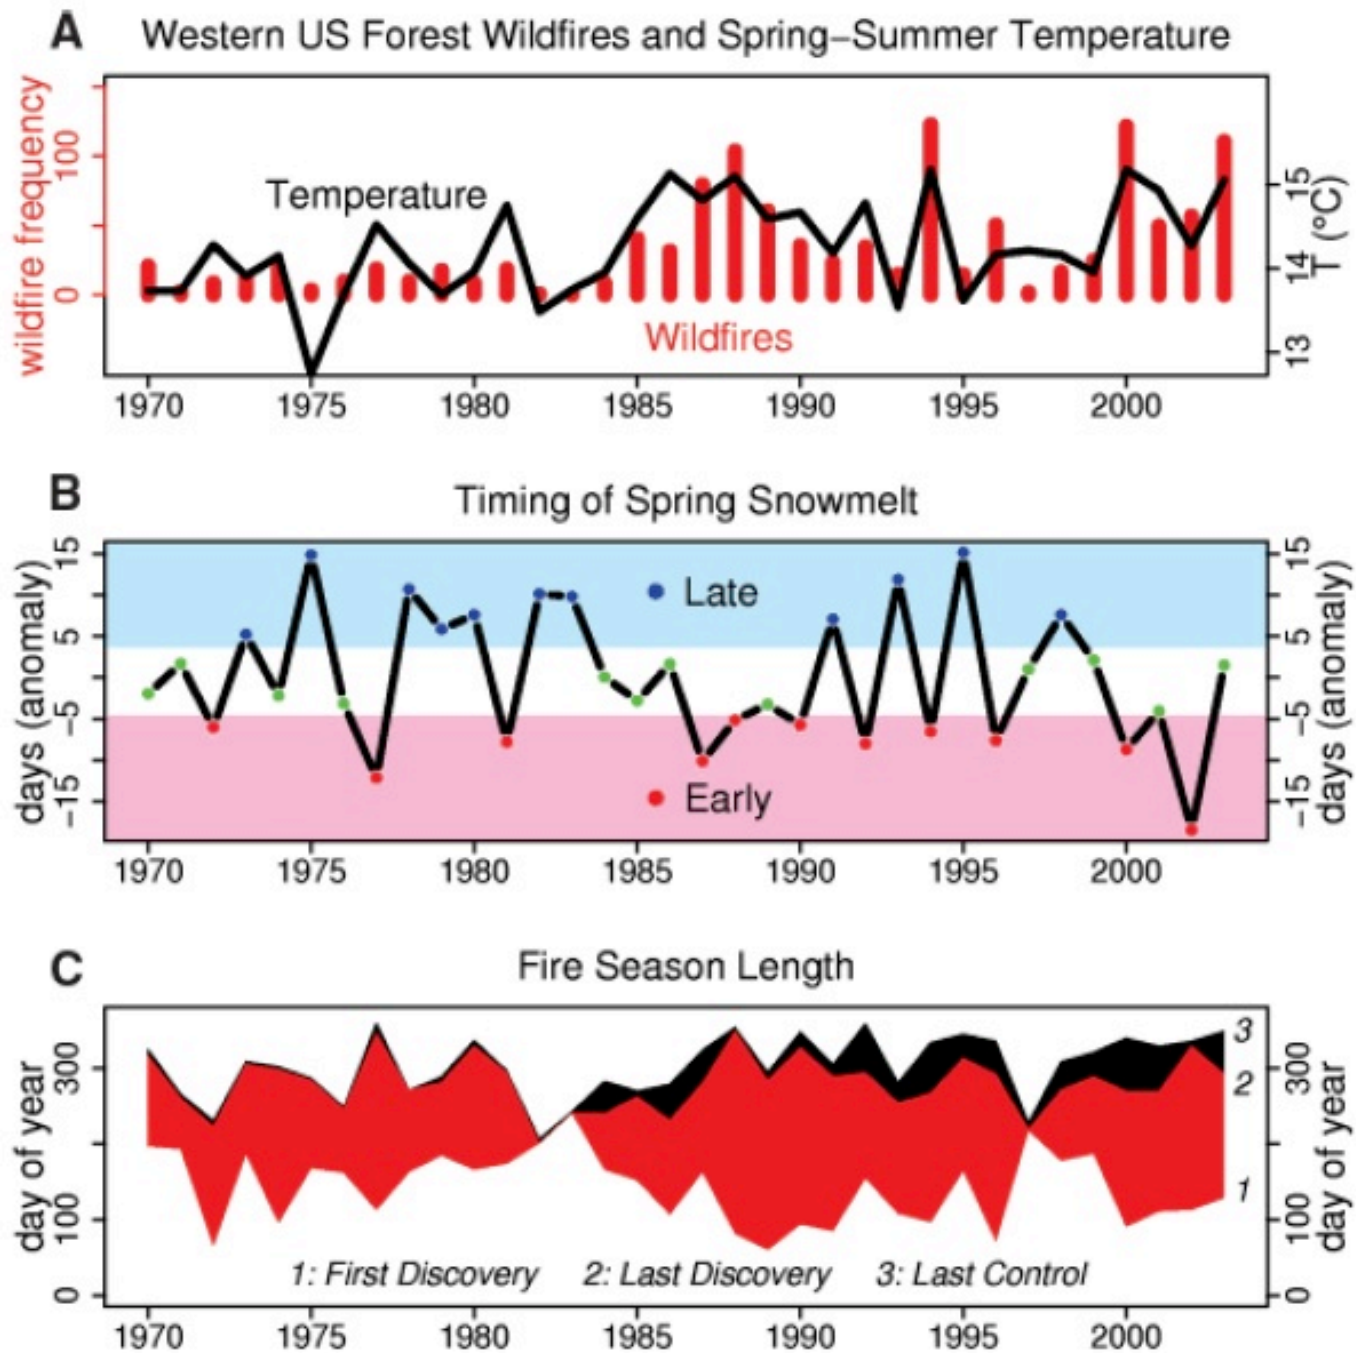 A
Western US Forest Wildfires and Spring–Summer Temperature
wildfire frequency
0
100
Temperature
Wildfires
13
14
15
T (°C)
1970 1975 1980 1985 1990 1995 2000
B
Timing of Spring Snowmelt
days (anomaly)
−15 −5 5 15
Late
Early
−15 −5 5 15
days (anomaly)
1970 1975 1980 1985 1990 1995 2000
C
Fire Season Length
day of year
0 100 300
3
2
1
1: First Discovery 2: Last Discovery 3: Last Control
0 100 300
day of year
1970 1975 1980 1985 1990 1995 2000